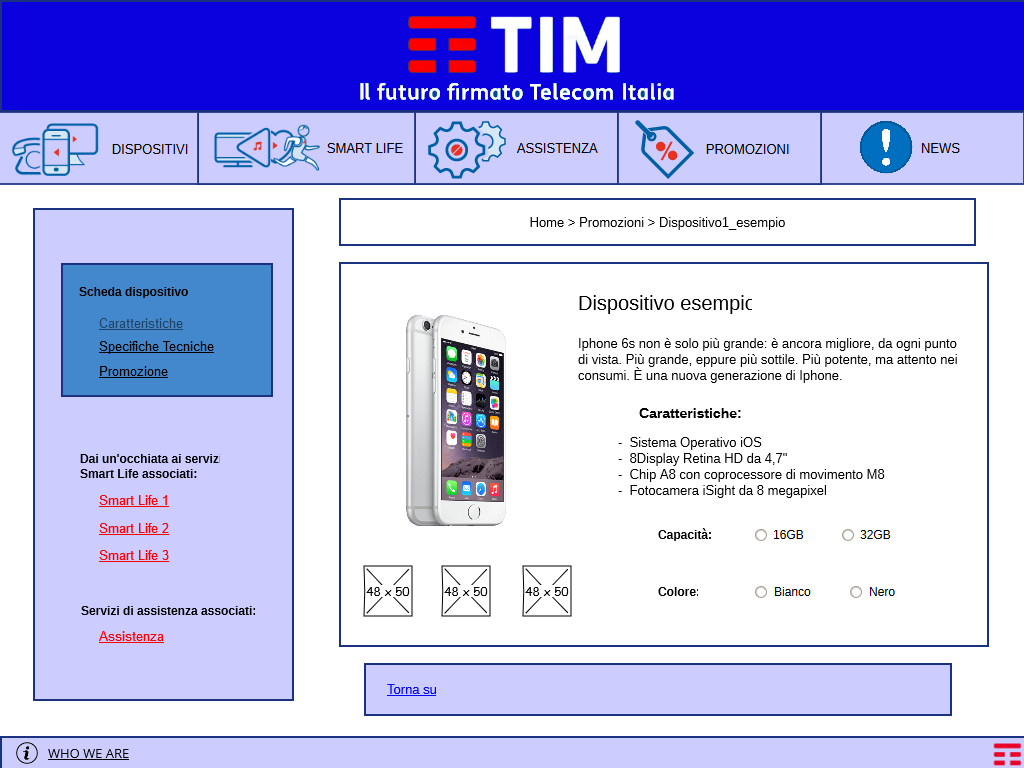 TIM
Il futuro firmato Telecom Italia
DISPOSITIVI
SMART LIFE
ASSISTENZA
PROMOZIONI
NEWS
Home > Promozioni > Dispositivo1_esempio
Scheda dispositivo
Caratteristiche
Specifiche Tecniche
Promozione
Dai un'occhiata ai servizi
Smart Life associati:
Smart Life 1
Smart Life 2
Smart Life 3
Servizi di assistenza associati:
Assistenza
Dispositivo esempio
Iphone 6s non è solo più grande: è ancora migliore, da ogni punto
di vista. Più grande, eppure più sottile. Più potente, ma attento nei
consumi. È una nuova generazione di Iphone.
Caratteristiche:
- Sistema Operativo iOS
- 8Display Retina HD da 4,7"
- Chip A8 con coprocessore di movimento M8
- Fotocamera iSight da 8 megapixel
Capacità: 16GB 32GB
Colore: Bianco Nero
48 x 50 48 x 50 48 x 50
Torna su
WHO WE ARE